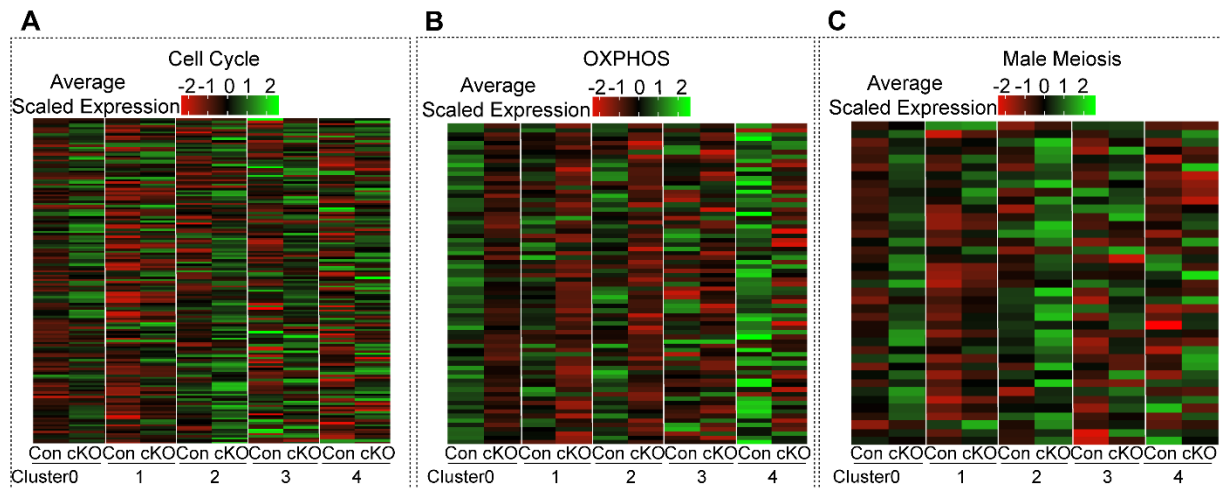 A
Cell Cycle
Average
Scaled Expression
-2 -1 0 1 2
Con cKO Con cKO Con cKO Con cKO Con cKO
Cluster0 1 2 3 4
B
OXPHOS
Average
Scaled Expression
-2 -1 0 1 2
Con cKO Con cKO Con cKO Con cKO Con cKO
Cluster0 1 2 3 4
C
Male Meiosis
Average
Scaled Expression
-2 -1 0 1 2
Con cKO Con cKO Con cKO Con cKO Con cKO
Cluster0 1 2 3 4